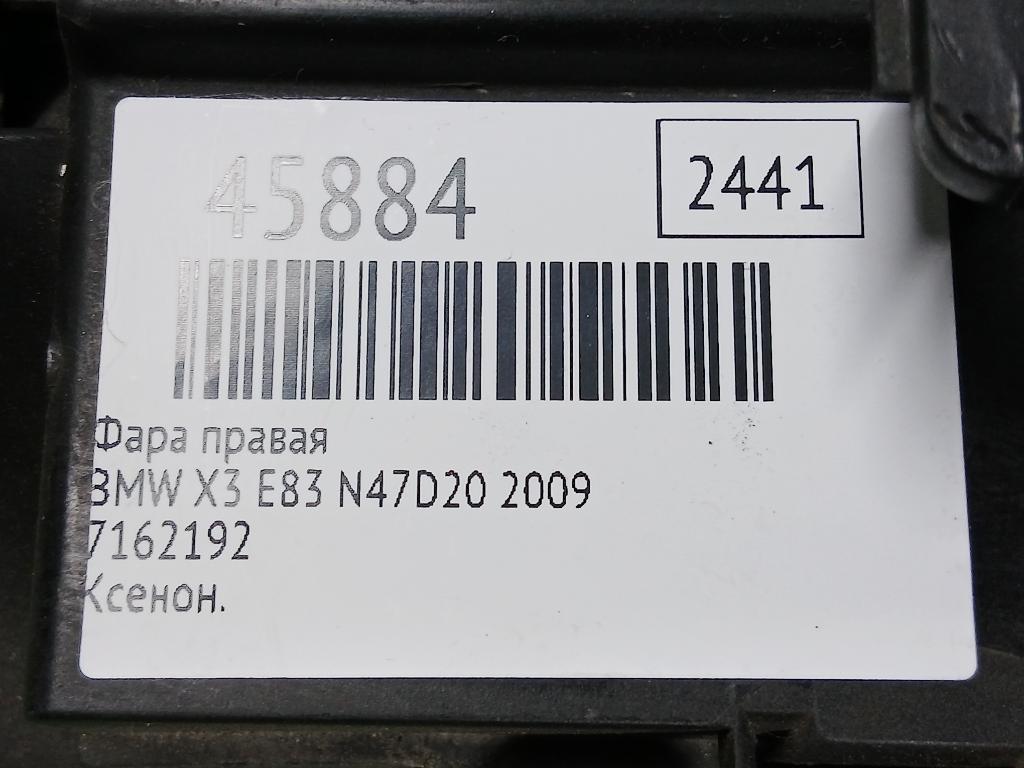 45884
2441
Фара правая
BMW X3 E83 N47D20 2009
7162192
Ксенон.